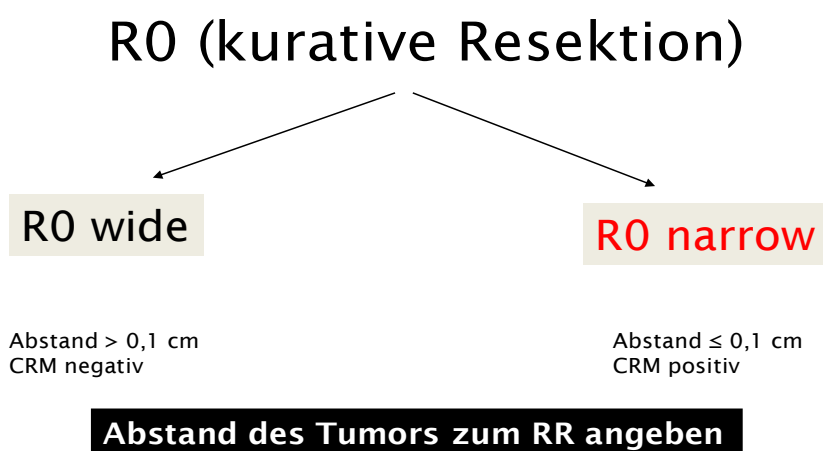 R0 (kurative Resektion)
R0 wide
R0 narrow
Abstand > 0,1 cm
CRM negativ
Abstand ≤ 0,1 cm
CRM positiv
Abstand des Tumors zum RR angeben